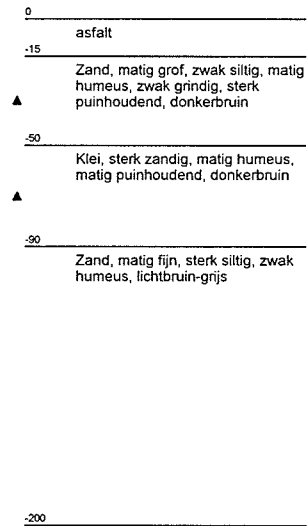 0
asfalt
-15
Zand, matig grof, zwak siltig, matig
humeus, zwak grindig, sterk
puinhoudend, donkerbruin
-50
Klei, sterk zandig, matig humeus,
matig puinhoudend, donkerbruin
-90
Zand, matig fijn, sterk siltig, zwak
humeus, lichtbruin-grijs
-200